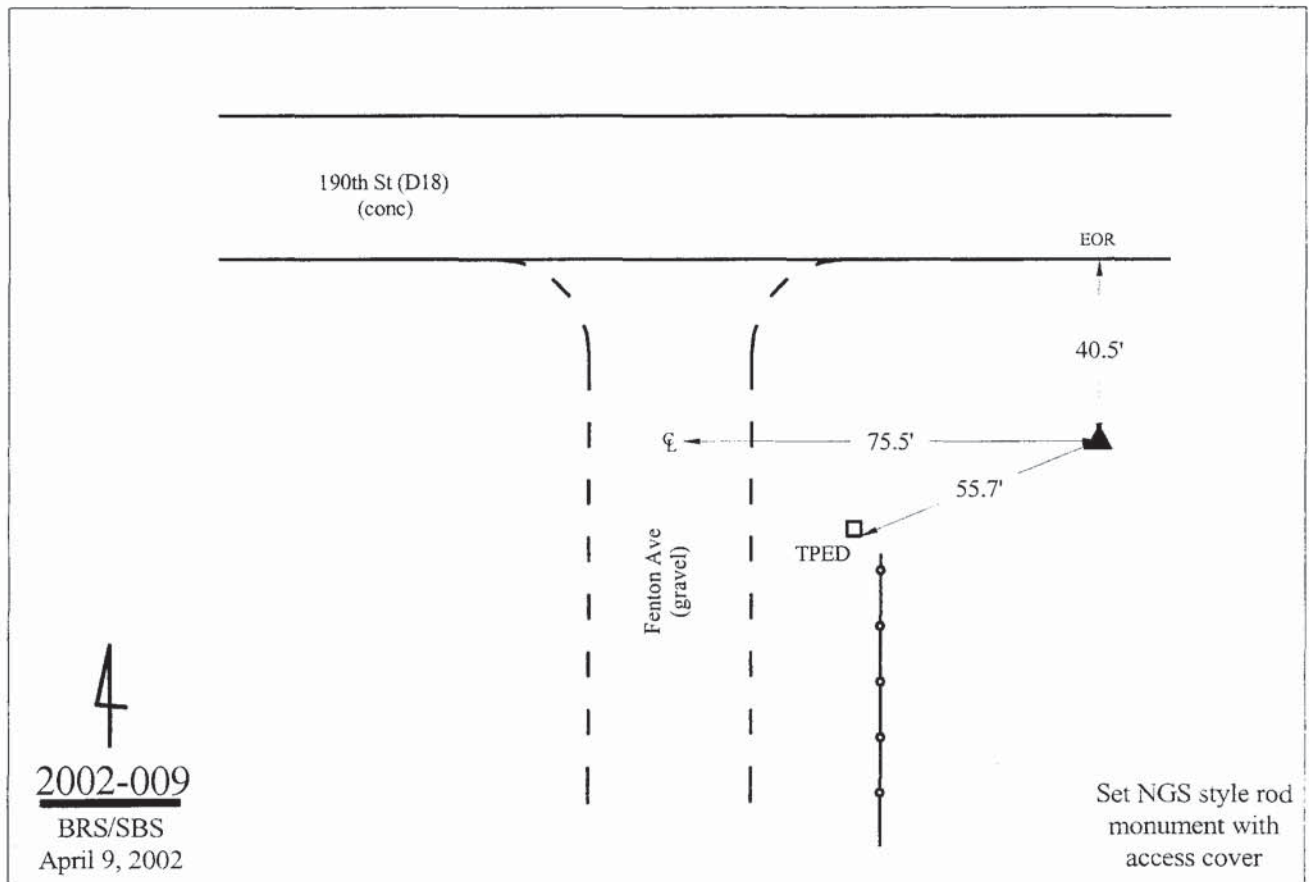 190th St (D18)
(conc)
EOR
40.5'
℄
75.5'
55.7'
TPED
Fenton Ave
(gravel)
2002-009
BRS/SBS
April 9, 2002
Set NGS style rod
monument with
access cover